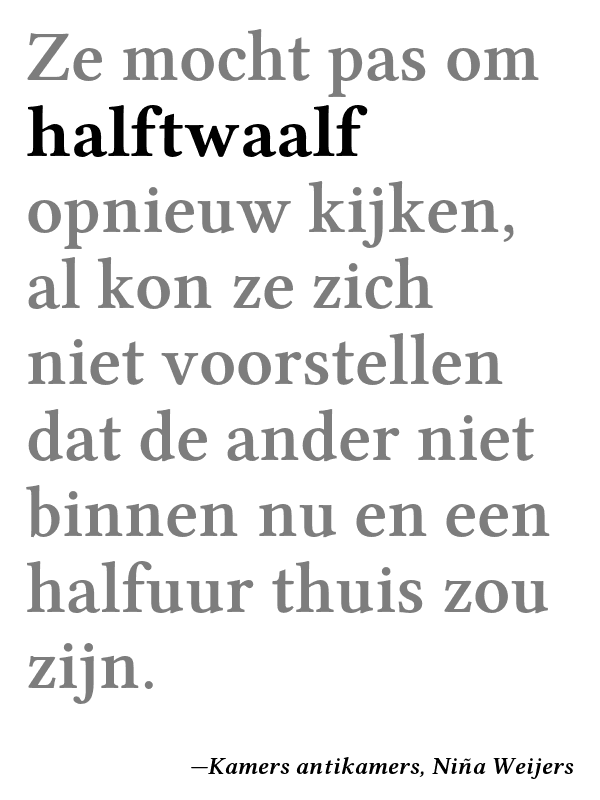 Ze mocht pas om
halftwaalf
opnieuw kijken,
al kon ze zich
niet voorstellen
dat de ander niet
binnen nu en een
halfuur thuis zou
zijn.
—Kamers antikamers, Niña Weijers